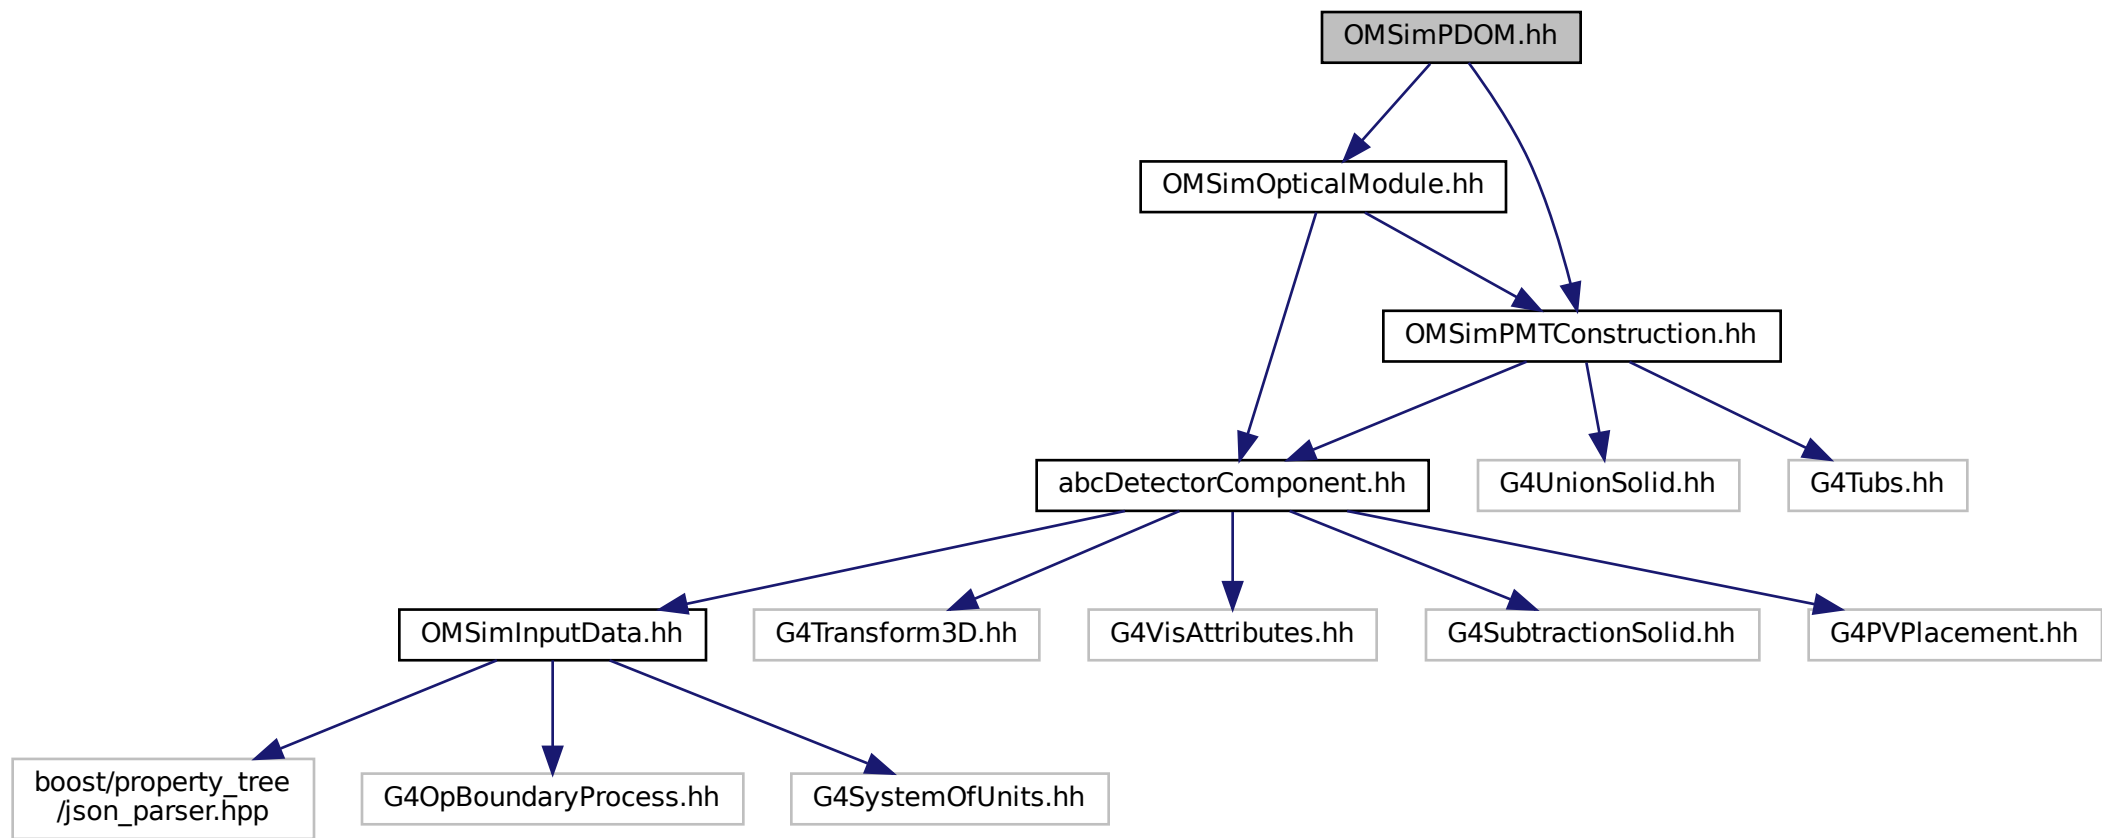 OMSimPDOM.hh
OMSimOpticalModule.hh
OMSimPMTConstruction.hh
abcDetectorComponent.hh
G4UnionSolid.hh
G4Tubs.hh
OMSimInputData.hh
G4Transform3D.hh
G4VisAttributes.hh
G4SubtractionSolid.hh
G4PVPlacement.hh
boost/property_tree
/json_parser.hpp
G4OpBoundaryProcess.hh
G4SystemOfUnits.hh